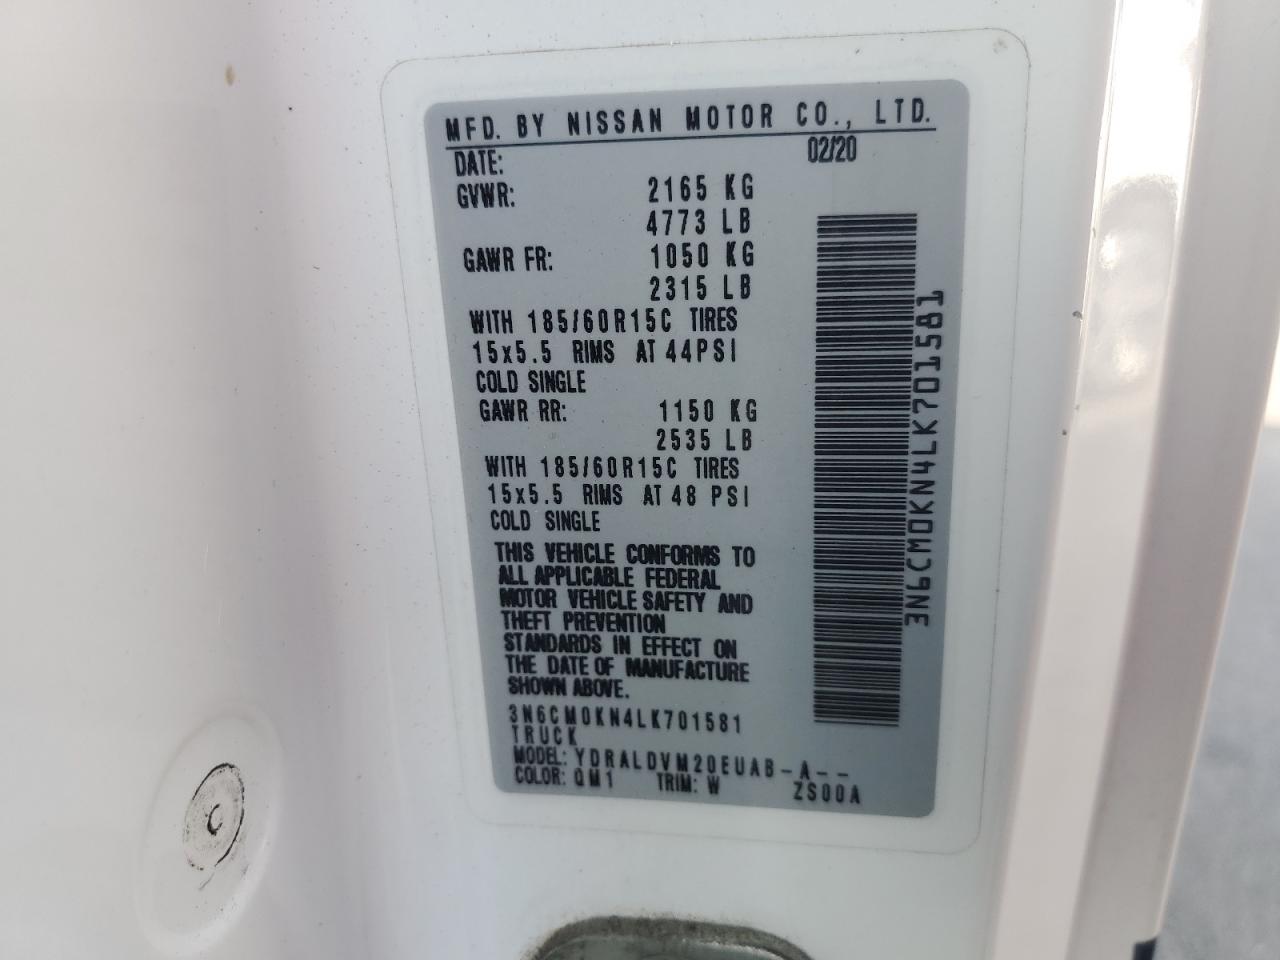 MFD. BY NISSAN MOTOR CO., LTD.
DATE: 02/20
GVWR: 2165 KG
4773 LB
GAWR FR: 1050 KG
2315 LB
WITH 185/60R15C TIRES
15x5.5 RIMS AT 44PSI
COLD SINGLE
GAWR RR: 1150 KG
2535 LB
WITH 185/60R15C TIRES
15x5.5 RIMS AT 48 PSI
COLD SINGLE
THIS VEHICLE CONFORMS TO
ALL APPLICABLE FEDERAL
MOTOR VEHICLE SAFETY AND
THEFT PREVENTION
STANDARDS IN EFFECT ON
THE DATE OF MANUFACTURE
SHOWN ABOVE.
3N6CM0KN4LK701581
TRUCK
MODEL: YDRALDVM20EUAB-A--
COLOR: QM1 TRIM: W ZS00A
3N6CM0KN4LK701581